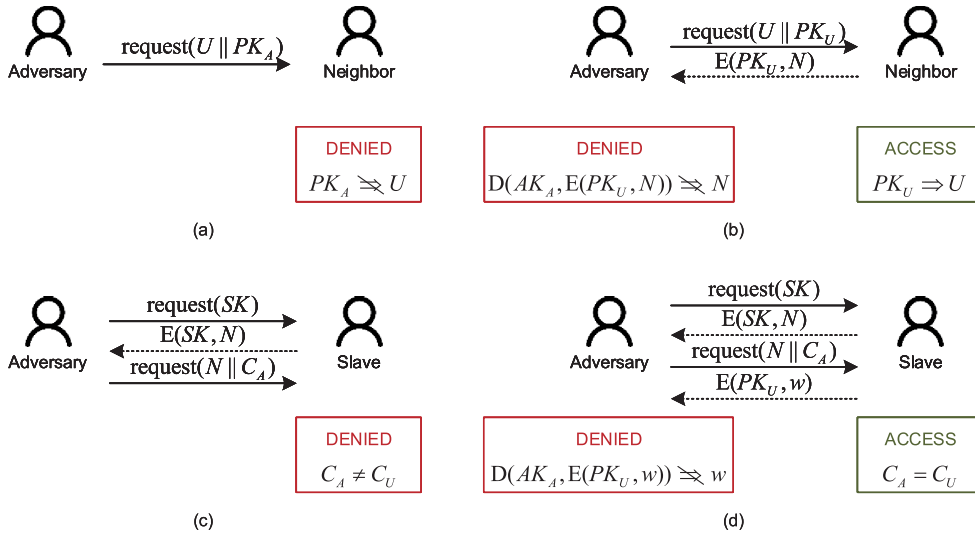 request(U || PK_A)
Adversary
Neighbor
DENIED
PK_A ⇏ U
(a)
request(U || PK_U)
E(PK_U, N)
Adversary
Neighbor
DENIED
D(AK_A, E(PK_U, N)) ⇏ N
ACCESS
PK_U ⇒ U
(b)
request(SK)
E(SK, N)
Adversary
Slave
request(N || C_A)
DENIED
C_A ≠ C_U
(c)
request(SK)
E(SK, N)
Adversary
Slave
request(N || C_A)
E(PK_U, w)
DENIED
D(AK_A, E(PK_U, w)) ⇏ w
ACCESS
C_A = C_U
(d)